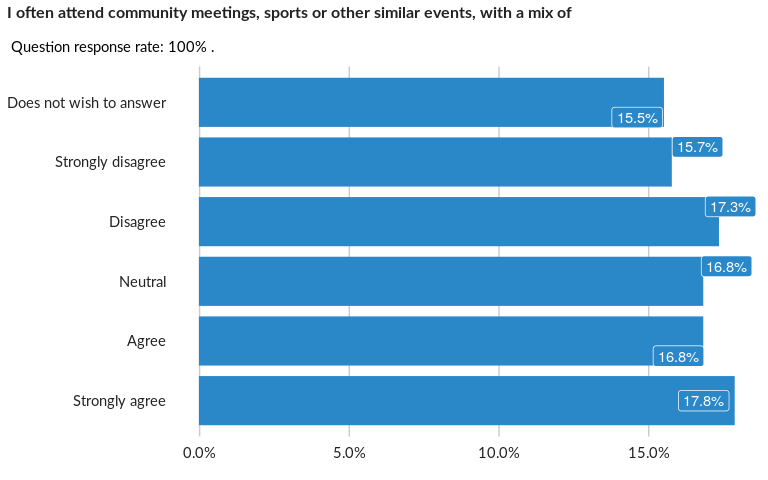 I often attend community meetings, sports or other similar events, with a mix of
Question response rate: 100% .
Does not wish to answer
15.5%
Strongly disagree
15.7%
Disagree
17.3%
Neutral
16.8%
Agree
16.8%
Strongly agree
17.8%
0.0% 5.0% 10.0% 15.0%